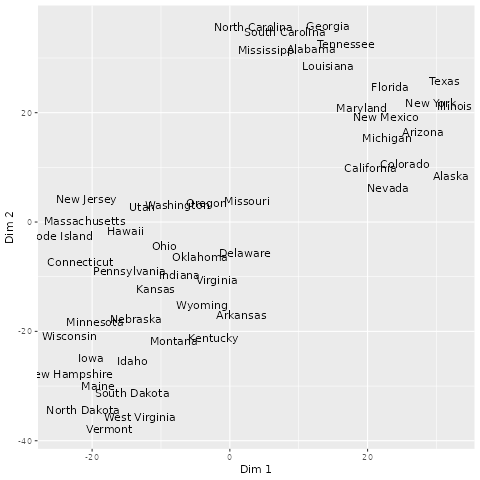 North Carolina
Georgia
South Carolina
Tennessee
Mississippi
Alabama
Louisiana
Texas
Florida
New York
Illinois
Maryland
New Mexico
Arizona
Michigan
Colorado
California
Alaska
Nevada
New Jersey
Missouri
Oregon
Washington
Utah
Massachusetts
Hawaii
ode Island
Ohio
Delaware
Oklahoma
Connecticut
Pennsylvania
Indiana
Virginia
Kansas
Wyoming
Arkansas
Nebraska
Minnesota
Wisconsin
Kentucky
Montana
Iowa
Idaho
ew Hampshire
Maine
South Dakota
North Dakota
West Virginia
Vermont
20
0
-20
-40
-20
0
20
Dim 1
Dim 2